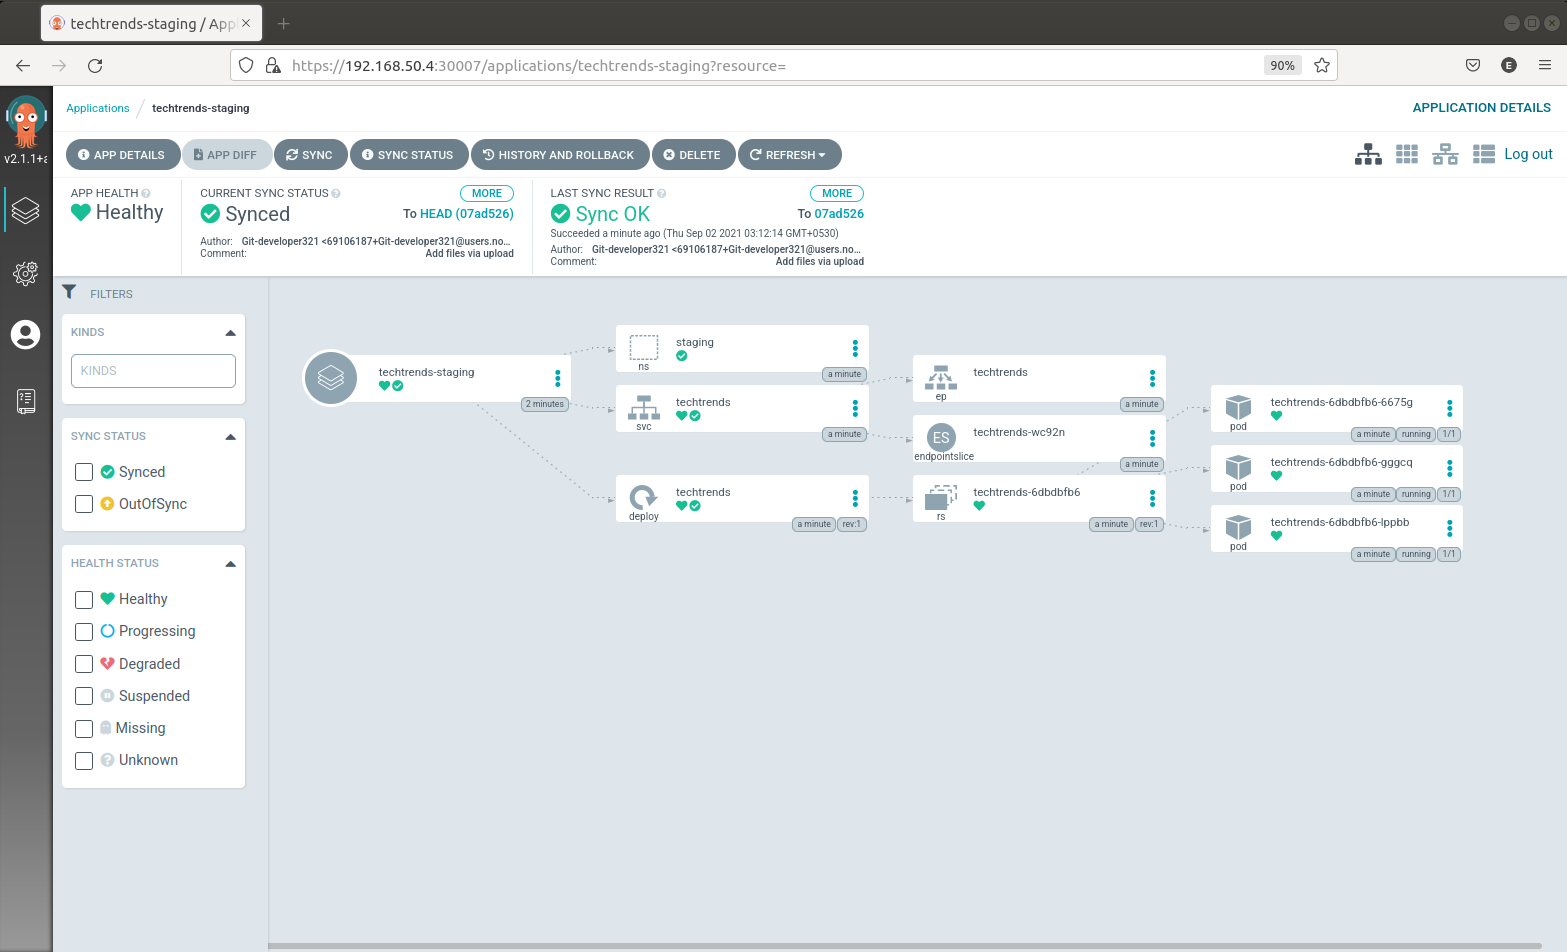 techtrends-staging / Appl
https://192.168.50.4:30007/applications/techtrends-staging?resource=
90%
E
v2.1.1+a
Applications
techtrends-staging
APPLICATION DETAILS
APP DETAILS
APP DIFF
SYNC
SYNC STATUS
HISTORY AND ROLLBACK
DELETE
REFRESH
Log out
APP HEALTH
Healthy
CURRENT SYNC STATUS
MORE
Synced
To HEAD (07ad526)
Author: Git-developer321 <69106187+Git-developer321@users.no...
Comment: Add files via upload
LAST SYNC RESULT
MORE
Sync OK
To 07ad526
Succeeded a minute ago (Thu Sep 02 2021 03:12:14 GMT+0530)
Author: Git-developer321 <69106187+Git-developer321@users.no...
Comment: Add files via upload
FILTERS
KINDS
KINDS
SYNC STATUS
Synced
OutOfSync
HEALTH STATUS
Healthy
Progressing
Degraded
Suspended
Missing
Unknown
techtrends-staging
2 minutes
staging
ns
a minute
techtrends
svc
a minute
techtrends
deploy
a minute
rev:1
techtrends
ep
a minute
ES
techtrends-wc92n
endpointslice
a minute
techtrends-6dbdbfb6
rs
a minute
rev:1
techtrends-6dbdbfb6-6675g
pod
a minute
running
1/1
techtrends-6dbdbfb6-gggcq
pod
a minute
running
1/1
techtrends-6dbdbfb6-lppbb
pod
a minute
running
1/1